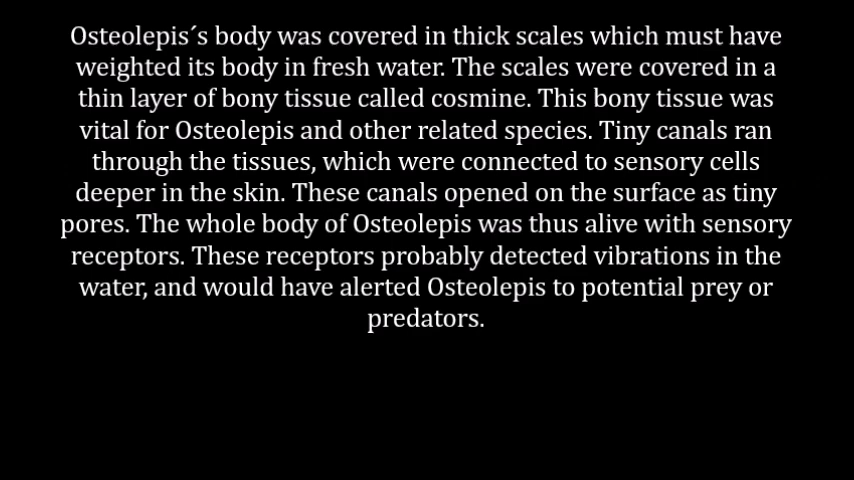 Osteolepis´s body was covered in thick scales which must have
weighted its body in fresh water. The scales were covered in a
thin layer of bony tissue called cosmine. This bony tissue was
vital for Osteolepis and other related species. Tiny canals ran
through the tissues, which were connected to sensory cells
deeper in the skin. These canals opened on the surface as tiny
pores. The whole body of Osteolepis was thus alive with sensory
receptors. These receptors probably detected vibrations in the
water, and would have alerted Osteolepis to potential prey or
predators.